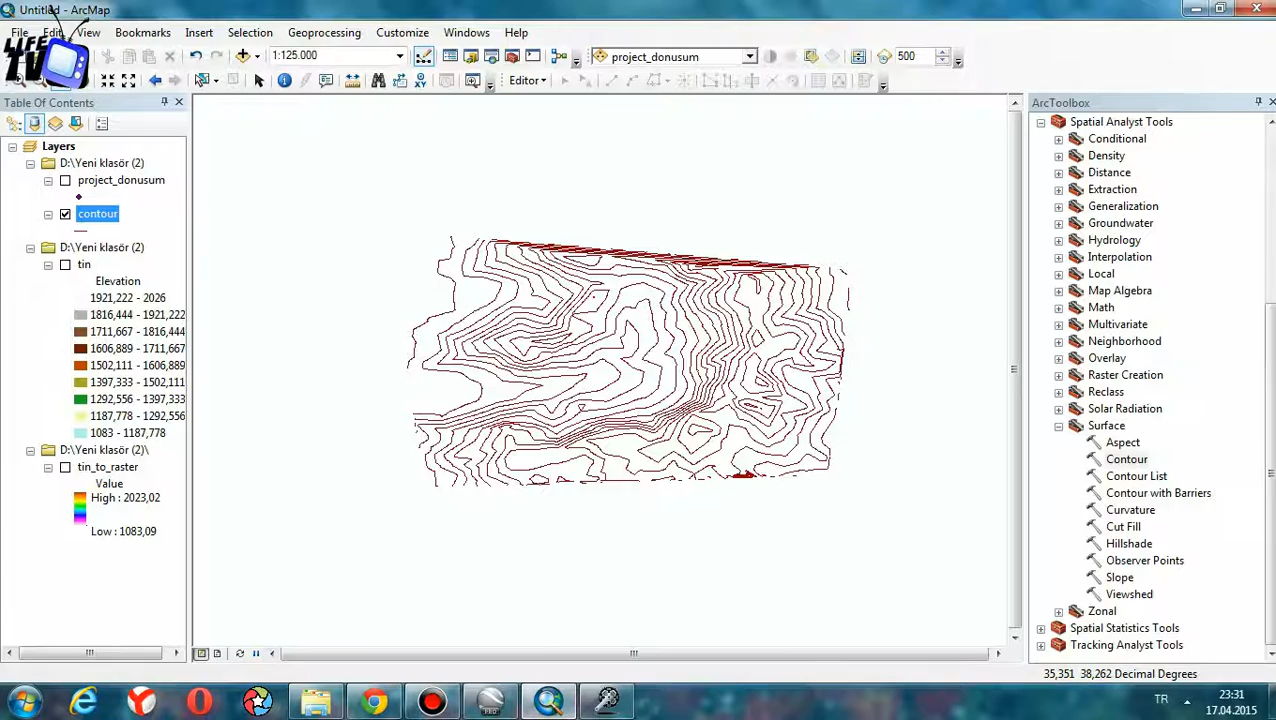 Untitled - ArcMap
File Edit View Bookmarks Insert Selection Geoprocessing Customize Windows Help
LIFE
TV
1:125.000
project_donusum
500
Editor
Table Of Contents
ArcToolbox
Layers
D:\Yeni klasör (2)
project_donusum
contour
D:\Yeni klasör (2)
tin
Elevation
1921,222 - 2026
1816,444 - 1921,222
1711,667 - 1816,444
1606,889 - 1711,667
1502,111 - 1606,889
1397,333 - 1502,111
1292,556 - 1397,333
1187,778 - 1292,556
1083 - 1187,778
D:\Yeni klasör (2)\
tin_to_raster
Value
High : 2023,02
Low : 1083,09
Spatial Analyst Tools
Conditional
Density
Distance
Extraction
Generalization
Groundwater
Hydrology
Interpolation
Local
Map Algebra
Math
Multivariate
Neighborhood
Overlay
Raster Creation
Reclass
Solar Radiation
Surface
Aspect
Contour
Contour List
Contour with Barriers
Curvature
Cut Fill
Hillshade
Observer Points
Slope
Viewshed
Zonal
Spatial Statistics Tools
Tracking Analyst Tools
35,351 38,262 Decimal Degrees
TR
23:31
17.04.2015